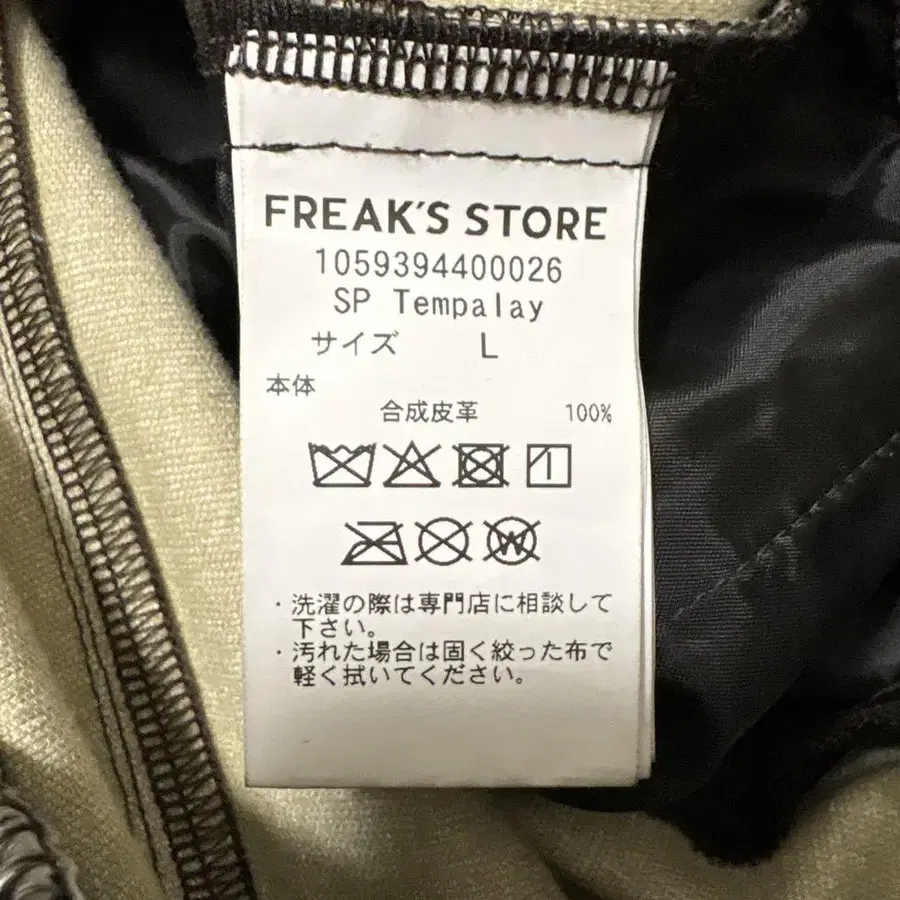 FREAK'S STORE
1059394400026
SP Tempalay
サイズ L
本体
合成皮革 100%
W
・洗濯の際は専門店に相談して
下さい。
・汚れた場合は固く絞った布で
軽く拭いてください。